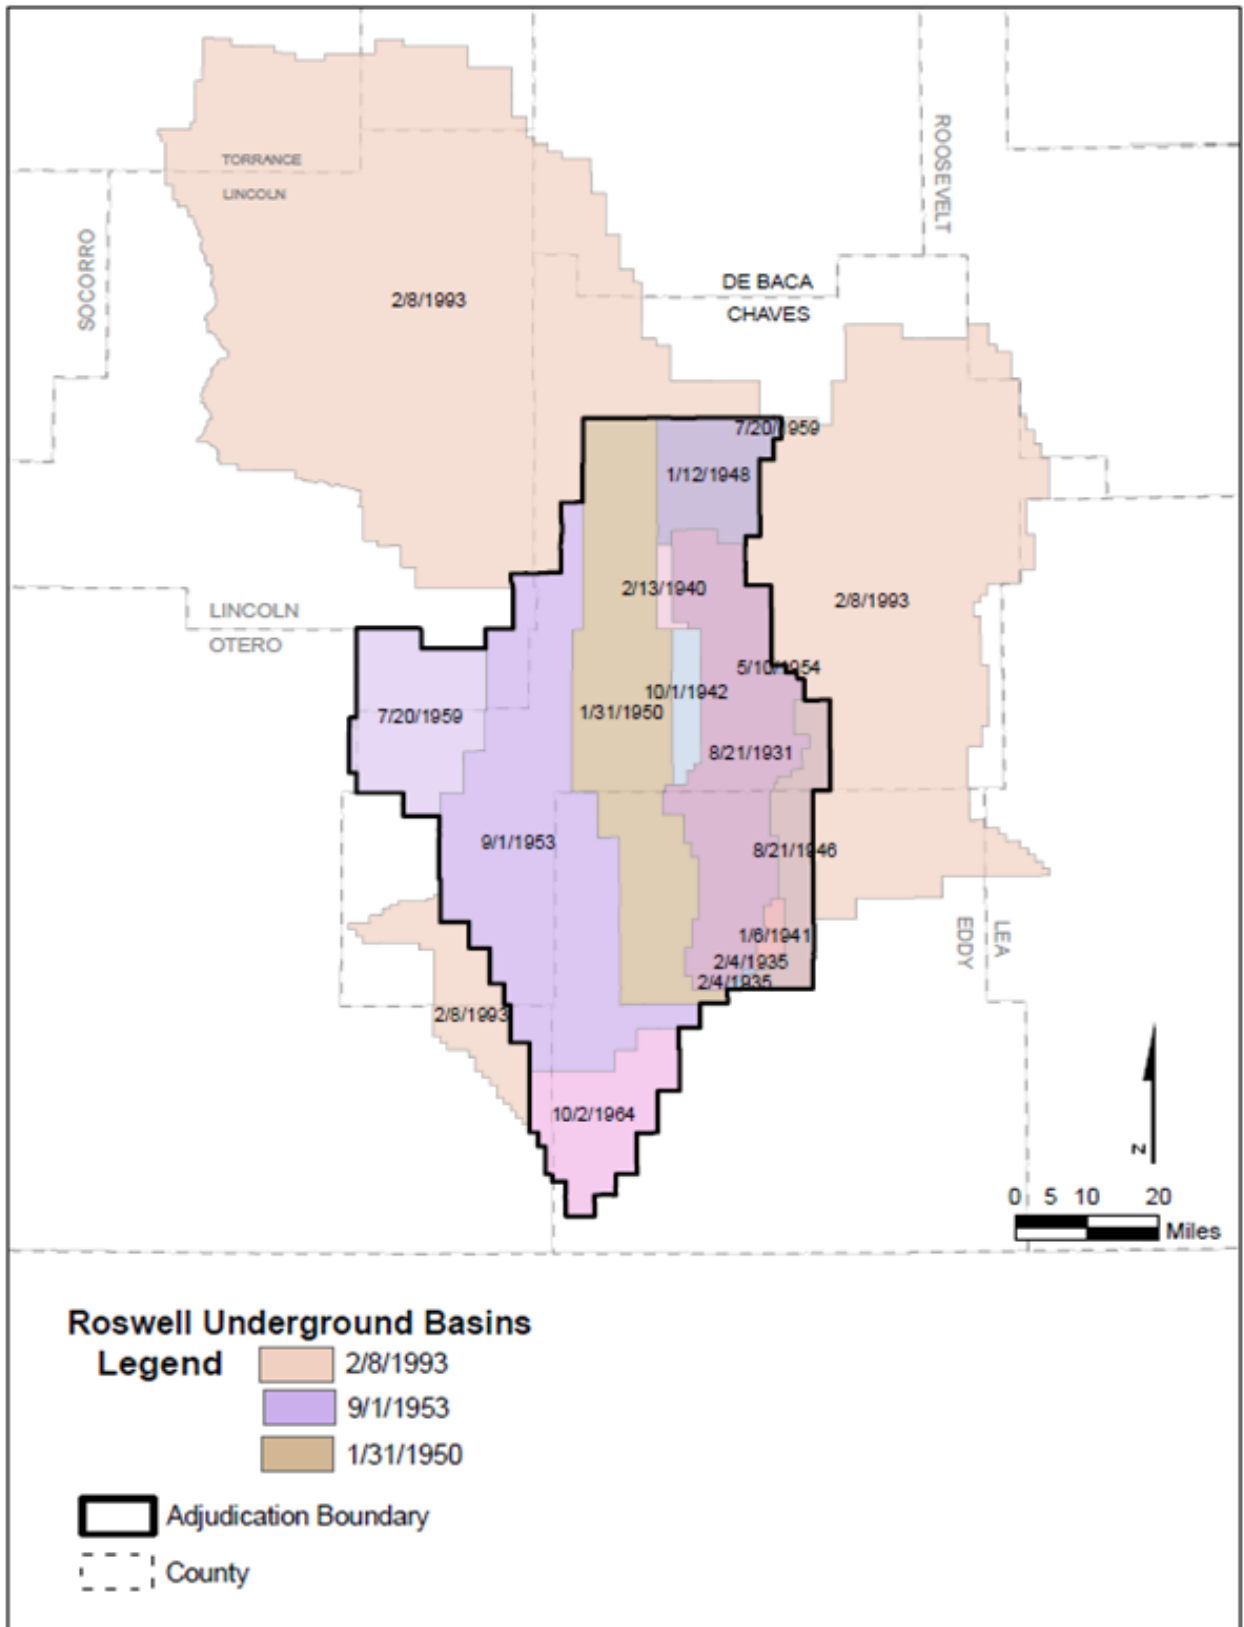 ROOSEVELT
TORRANCE
LINCOLN
SOCORRO
DE BACA
CHAVES
2/8/1993
7/20/1959
1/12/1948
2/13/1940
2/8/1993
LINCOLN
OTERO
5/10/1954
10/1/1942
7/20/1959
1/31/1950
8/21/1931
9/1/1953
8/21/1946
LEA
EDDY
1/6/1941
2/4/1935
2/4/1935
2/8/1993
10/2/1964
N
0 5 10 20
Miles
Roswell Underground Basins
Legend
2/8/1993
9/1/1953
1/31/1950
Adjudication Boundary
County